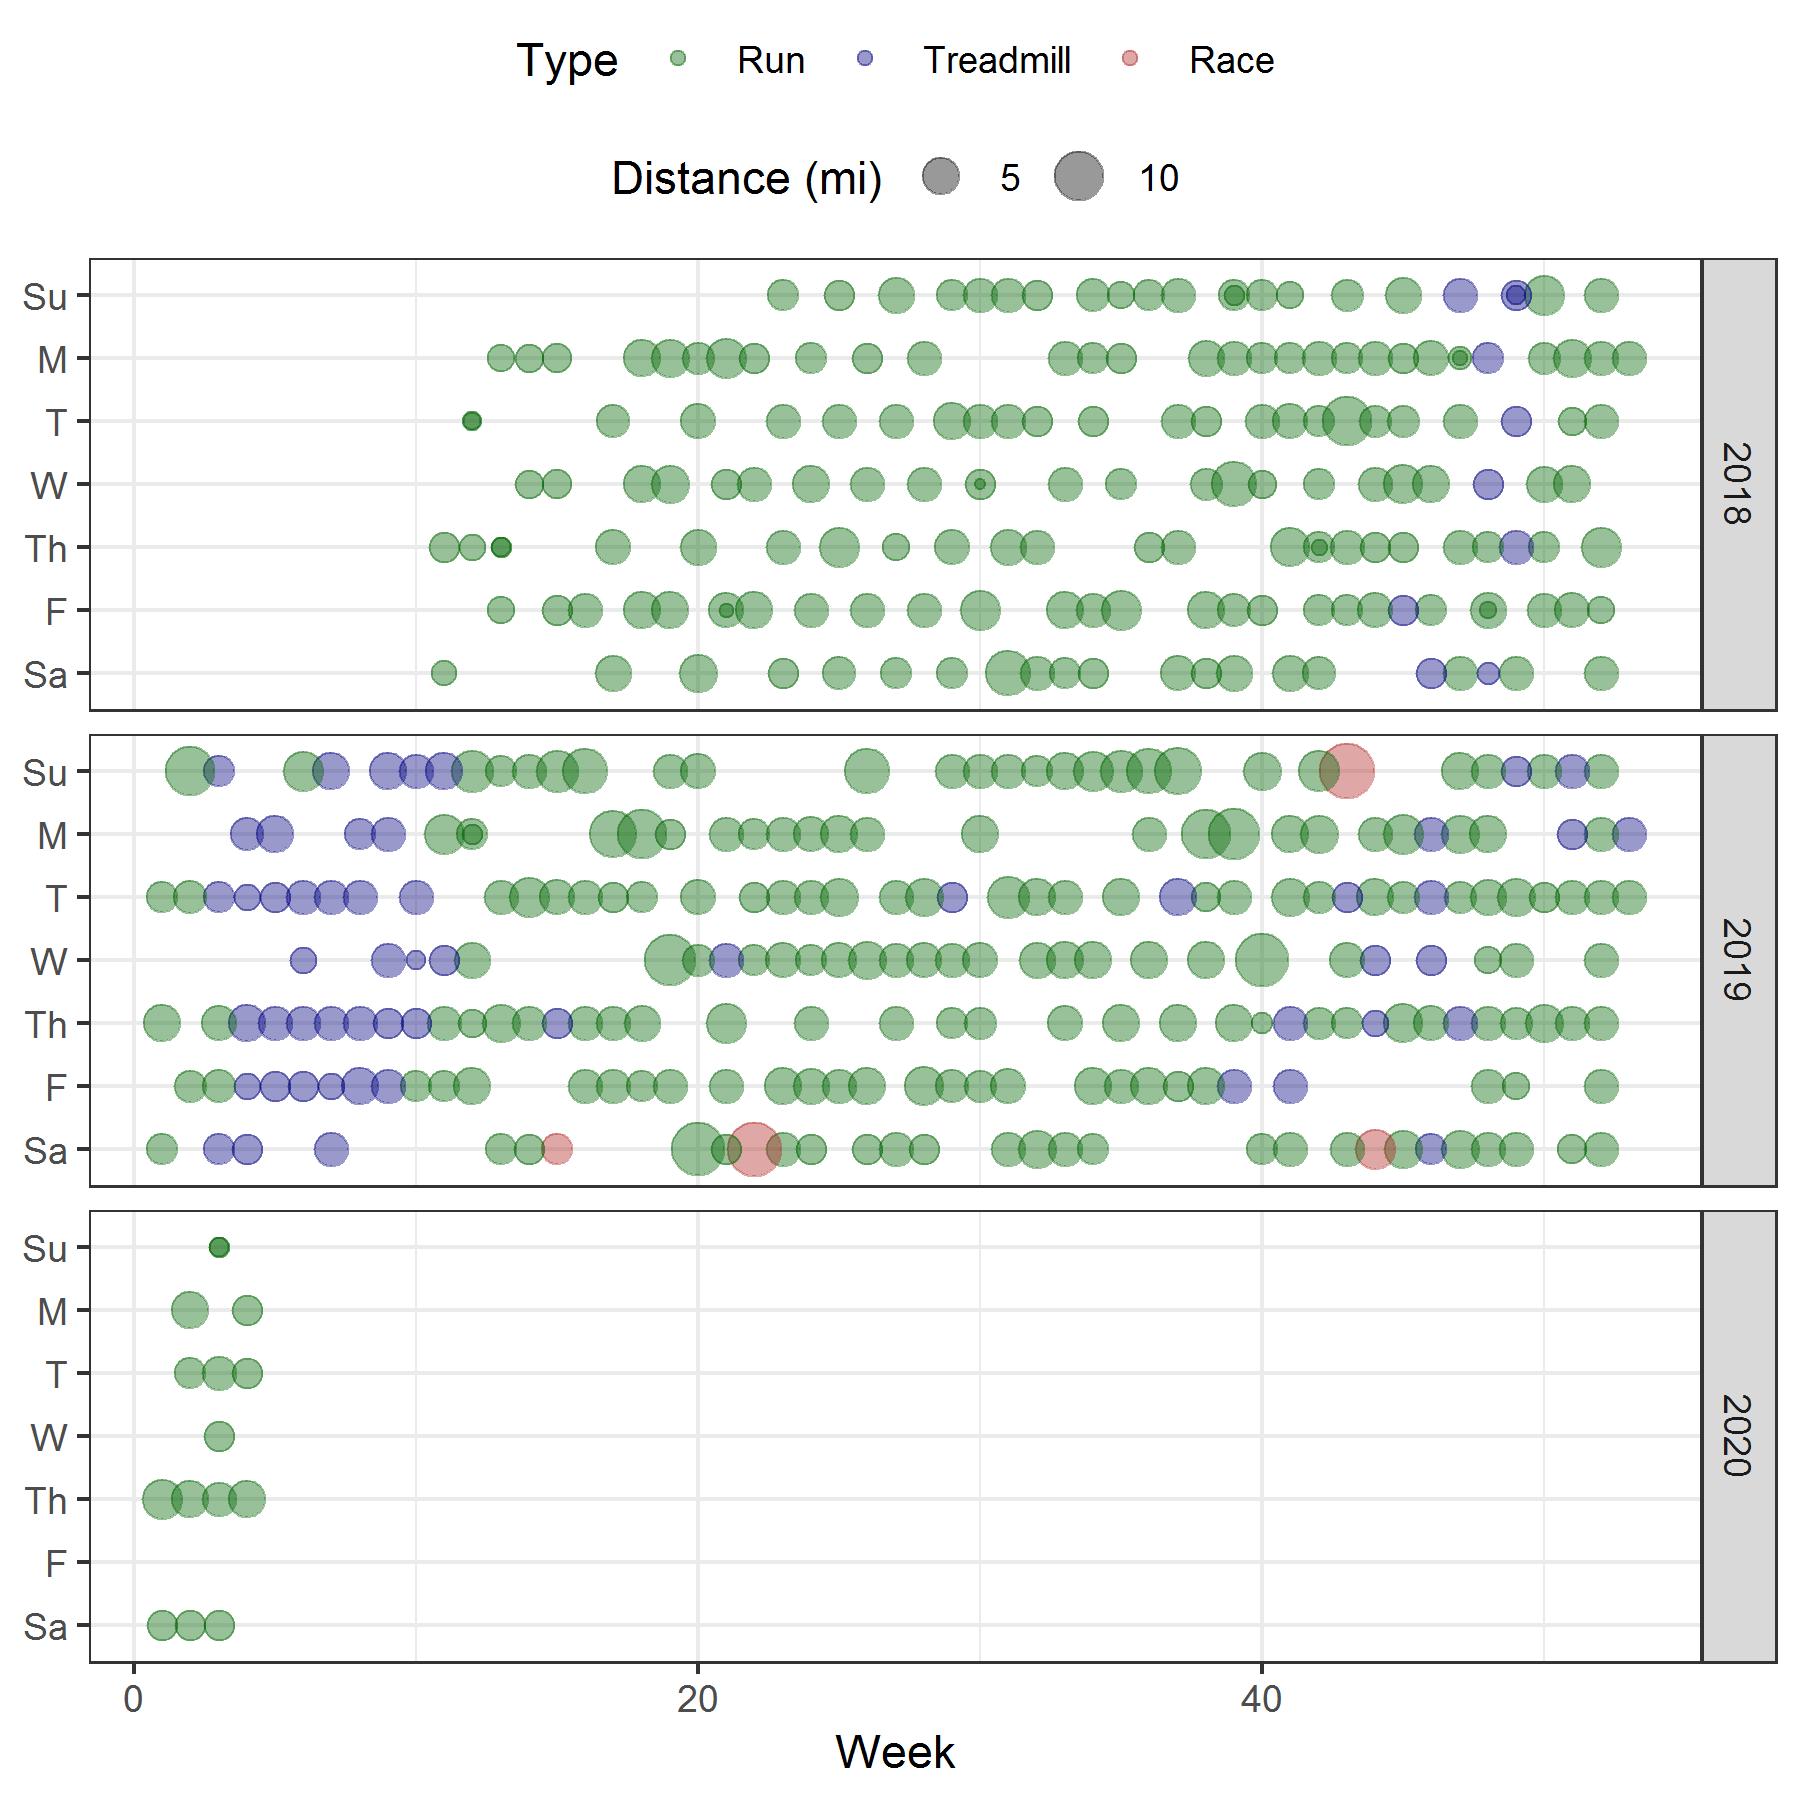 Type Run Treadmill Race
Distance (mi) 5 10
Su
M
T
W
Th
F
Sa
2018
Su
M
T
W
Th
F
Sa
2019
Su
M
T
W
Th
F
Sa
2020
0 20 40
Week